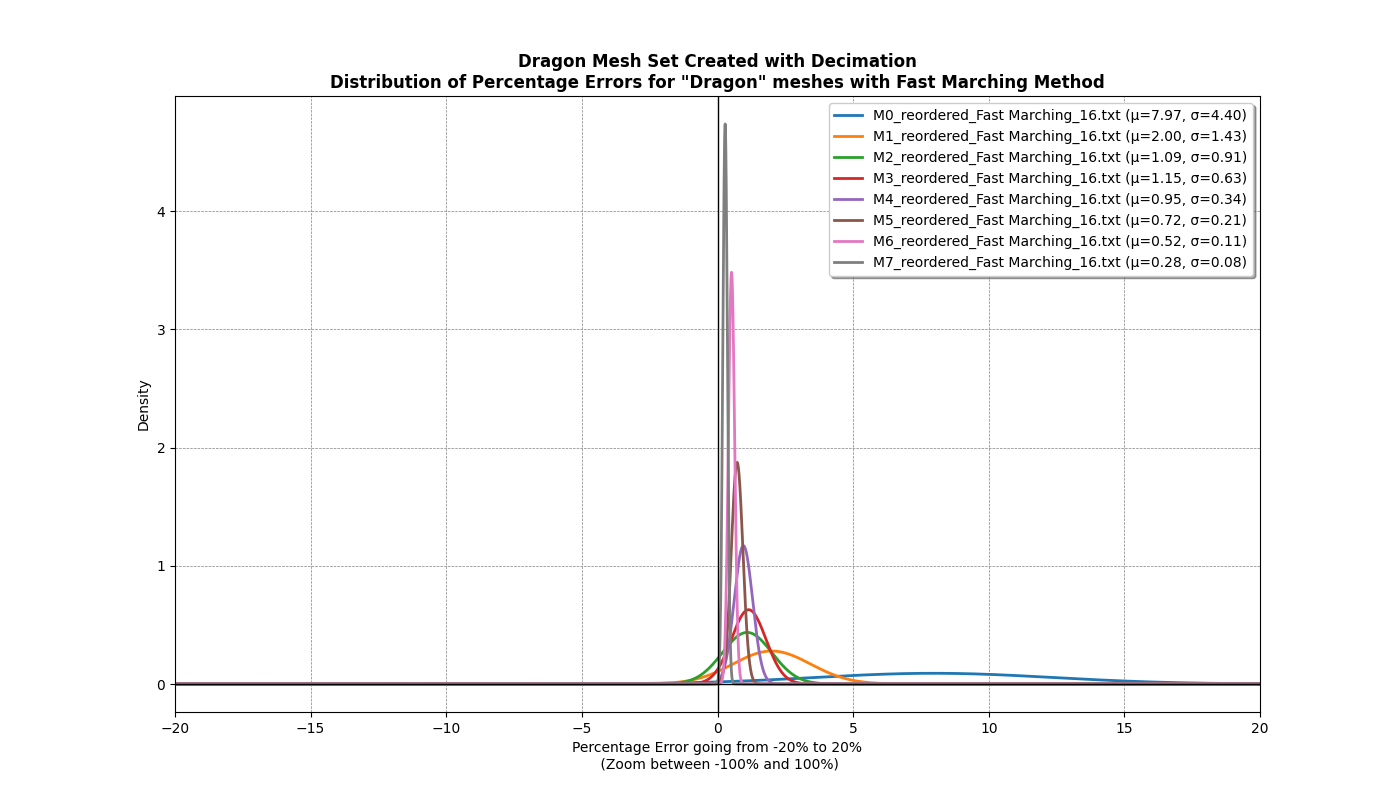 Dragon Mesh Set Created with Decimation
Distribution of Percentage Errors for "Dragon" meshes with Fast Marching Method
M0_reordered_Fast Marching_16.txt (μ=7.97, σ=4.40)
M1_reordered_Fast Marching_16.txt (μ=2.00, σ=1.43)
M2_reordered_Fast Marching_16.txt (μ=1.09, σ=0.91)
M3_reordered_Fast Marching_16.txt (μ=1.15, σ=0.63)
M4_reordered_Fast Marching_16.txt (μ=0.95, σ=0.34)
M5_reordered_Fast Marching_16.txt (μ=0.72, σ=0.21)
M6_reordered_Fast Marching_16.txt (μ=0.52, σ=0.11)
M7_reordered_Fast Marching_16.txt (μ=0.28, σ=0.08)
4
3
2
1
0
Density
−20 −15 −10 −5 0 5 10 15 20
Percentage Error going from -20% to 20%
(Zoom between -100% and 100%)